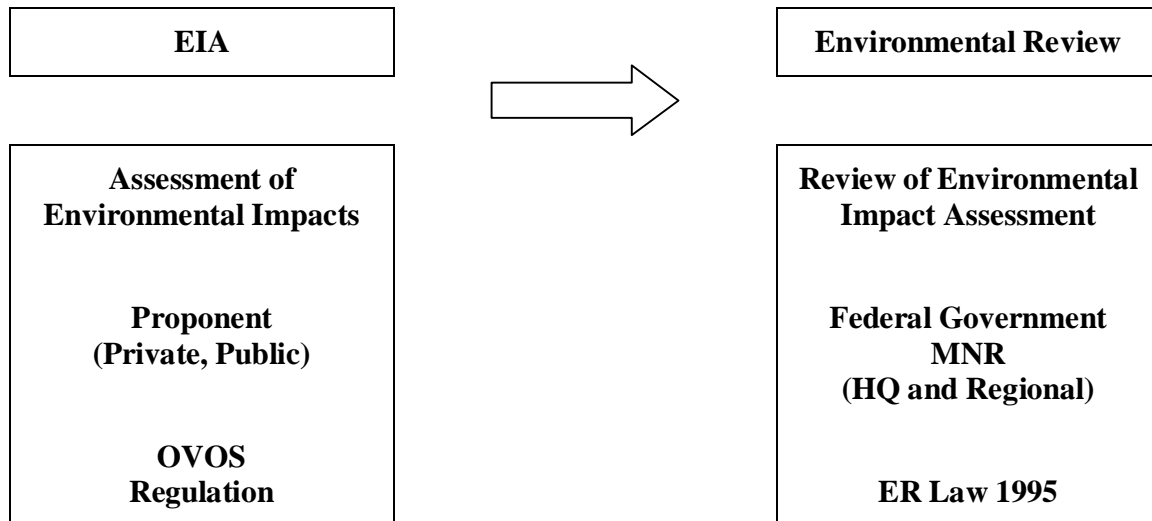 EIA
Assessment of
Environmental Impacts
Proponent
(Private, Public)
OVOS
Regulation
Environmental Review
Review of Environmental
Impact Assessment
Federal Government
MNR
(HQ and Regional)
ER Law 1995